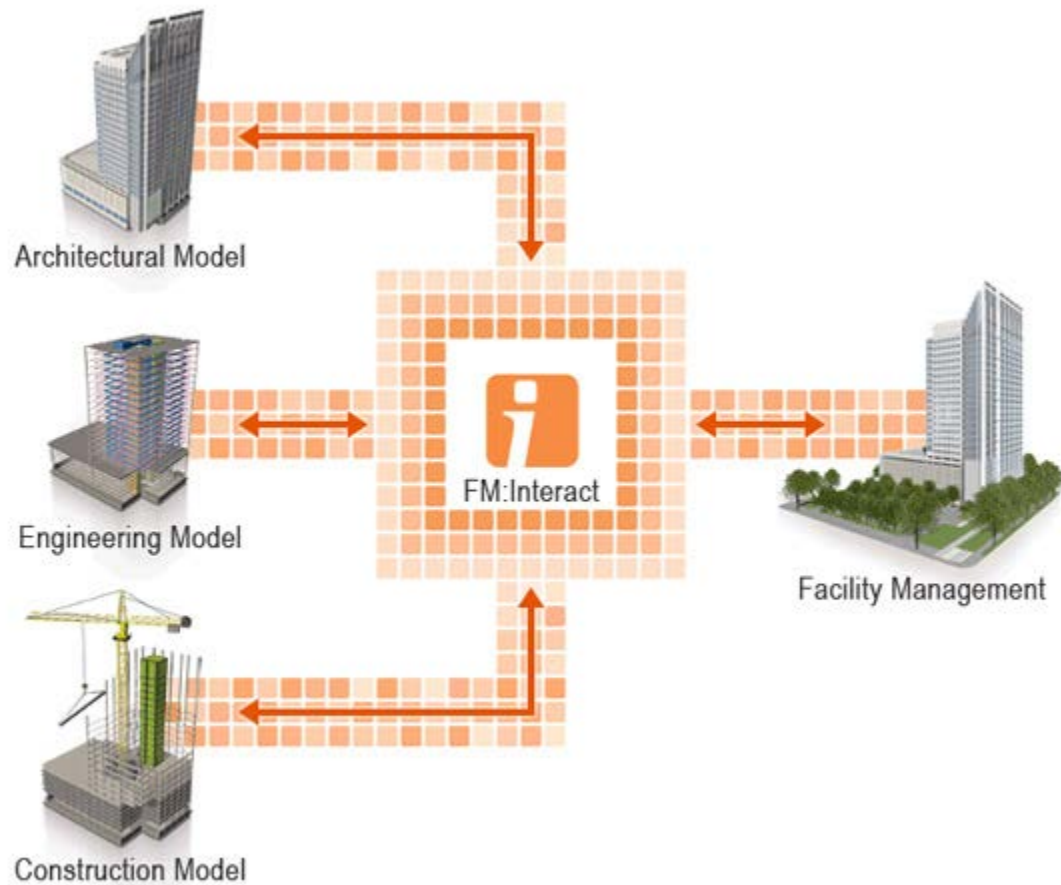 Architectural Model
Engineering Model
i
FM:Interact
Facility Management
Construction Model